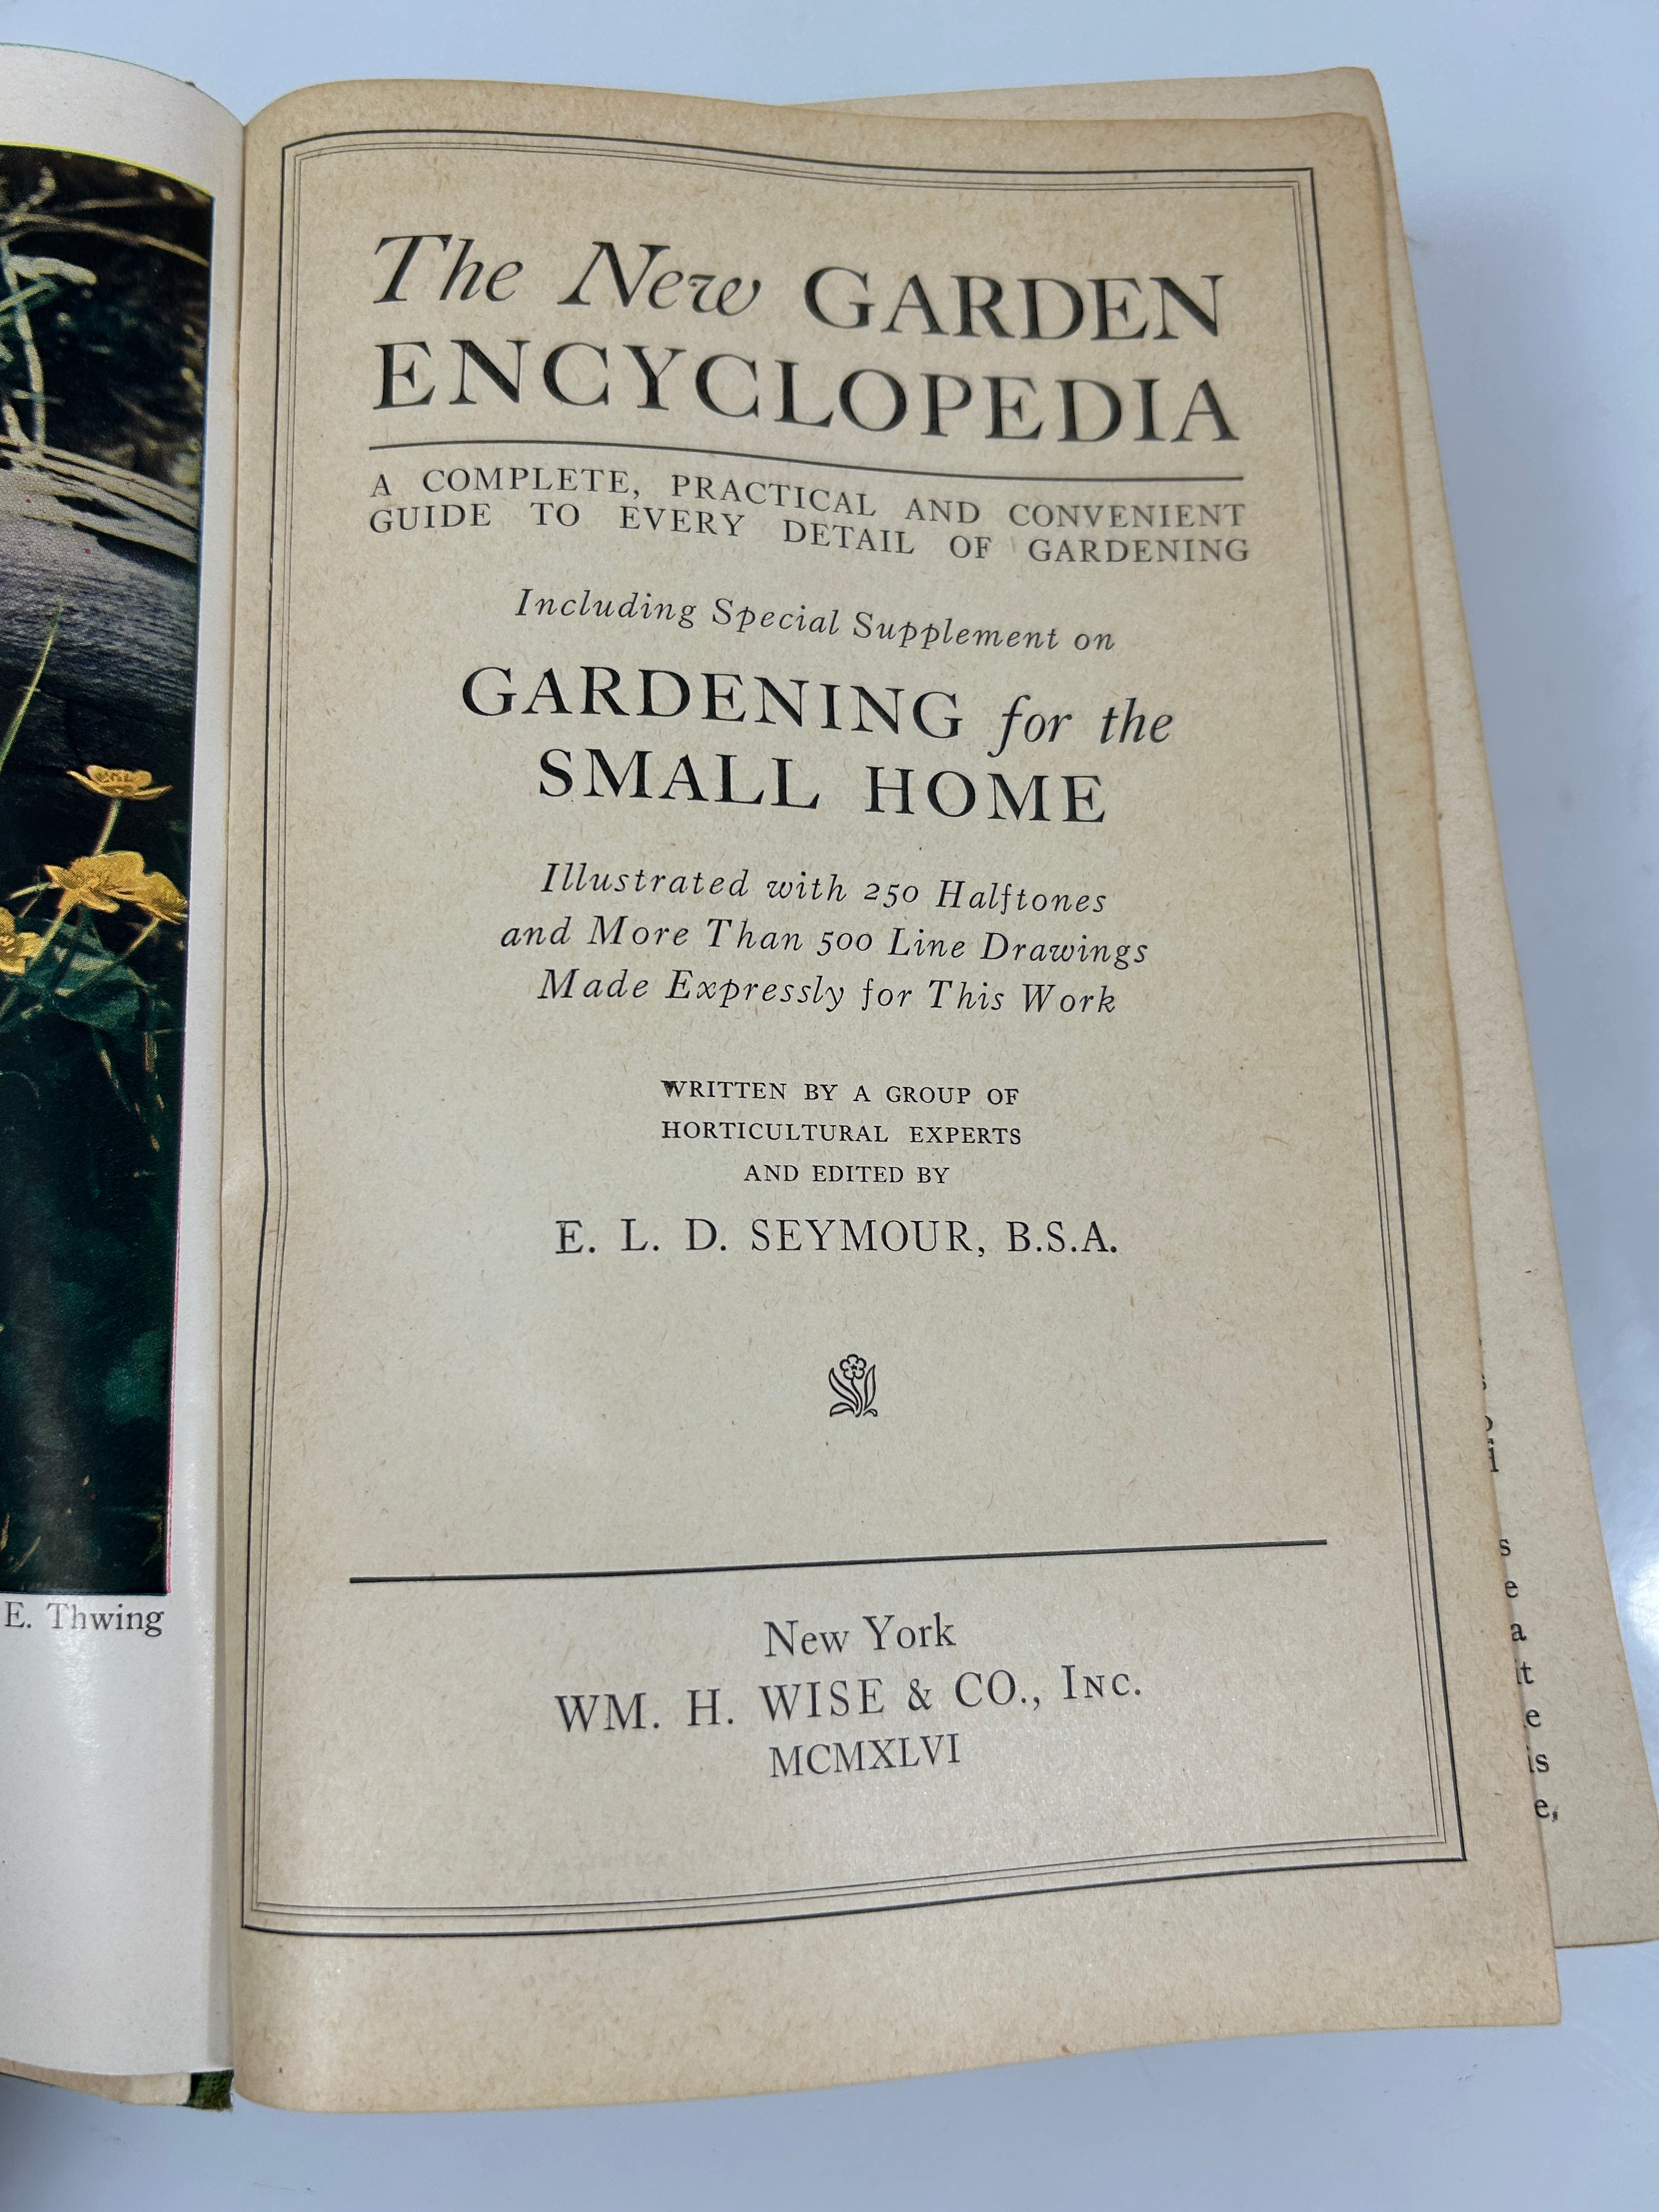 The New GARDEN
ENCYCLOPEDIA
A COMPLETE, PRACTICAL AND CONVENIENT
GUIDE TO EVERY DETAIL OF GARDENING
Including Special Supplement on
GARDENING for the
SMALL HOME
Illustrated with 250 Halftones
and More Than 500 Line Drawings
Made Expressly for This Work
WRITTEN BY A GROUP OF
HORTICULTURAL EXPERTS
AND EDITED BY
E. L. D. SEYMOUR, B.S.A.
New York
WM. H. WISE & CO., INC.
MCMXLVI
E. Thwing